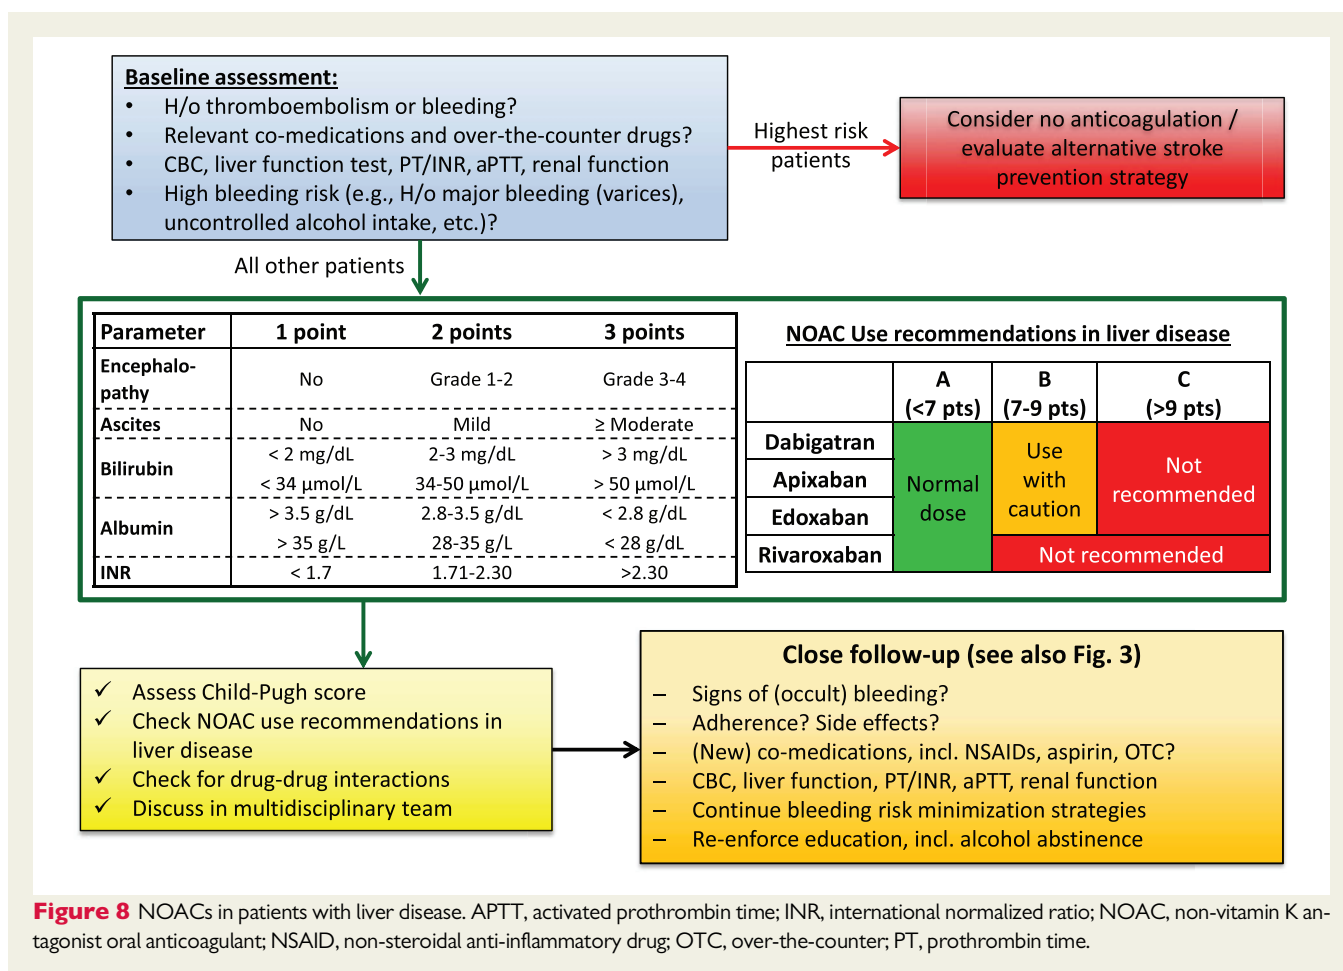 Baseline assessment:
• H/o thromboembolism or bleeding?
• Relevant co-medications and over-the-counter drugs?
• CBC, liver function test, PT/INR, aPTT, renal function
• High bleeding risk (e.g., H/o major bleeding (varices),
uncontrolled alcohol intake, etc.)?
Highest risk
patients
Consider no anticoagulation /
evaluate alternative stroke
prevention strategy
All other patients
Parameter 1 point 2 points 3 points
Encephalo-
pathy No Grade 1-2 Grade 3-4
Ascites No Mild ≥ Moderate
Bilirubin
< 2 mg/dL 2-3 mg/dL > 3 mg/dL
< 34 µmol/L 34-50 µmol/L > 50 µmol/L
Albumin
> 3.5 g/dL 2.8-3.5 g/dL < 2.8 g/dL
> 35 g/L 28-35 g/L < 28 g/dL
INR < 1.7 1.71-2.30 >2.30
NOAC Use recommendations in liver disease
A B C
(<7 pts) (7-9 pts) (>9 pts)
Dabigatran
Apixaban
Edoxaban
Rivaroxaban
Normal
dose
Use
with
caution
Not
recommended
Not recommended
✓ Assess Child-Pugh score
✓ Check NOAC use recommendations in
liver disease
✓ Check for drug-drug interactions
✓ Discuss in multidisciplinary team
Close follow-up (see also Fig. 3)
– Signs of (occult) bleeding?
– Adherence? Side effects?
– (New) co-medications, incl. NSAIDs, aspirin, OTC?
– CBC, liver function, PT/INR, aPTT, renal function
– Continue bleeding risk minimization strategies
– Re-enforce education, incl. alcohol abstinence
Figure 8 NOACs in patients with liver disease. APTT, activated prothrombin time; INR, international normalized ratio; NOAC, non-vitamin K an-
tagonist oral anticoagulant; NSAID, non-steroidal anti-inflammatory drug; OTC, over-the-counter; PT, prothrombin time.